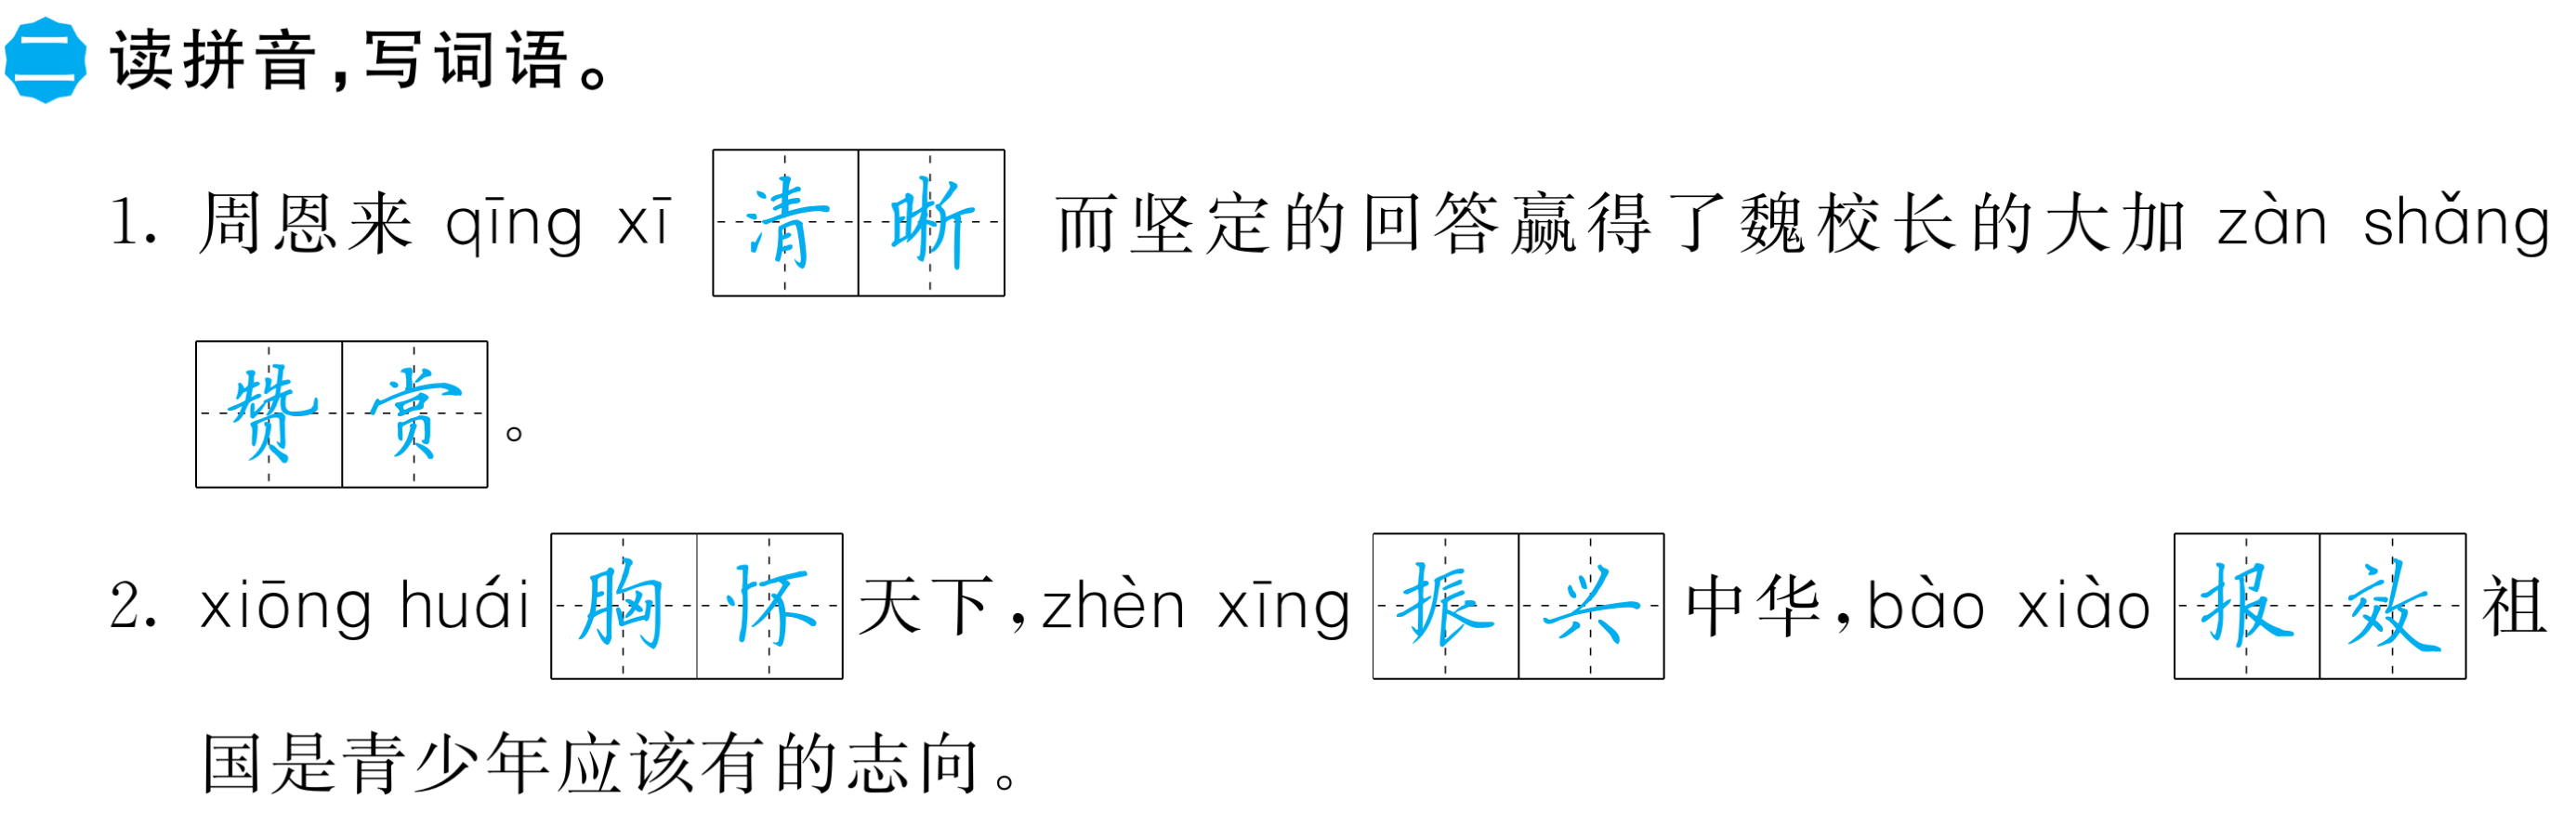 二 读拼音,写词语。
1. 周恩来 qīng xī 清晰 而坚定的回答赢得了魏校长的大加 zàn shǎng
赞赏。
2. xiōng huái 胸怀天下,zhèn xīng 振兴中华,bào xiào 报效祖
国是青少年应该有的志向。